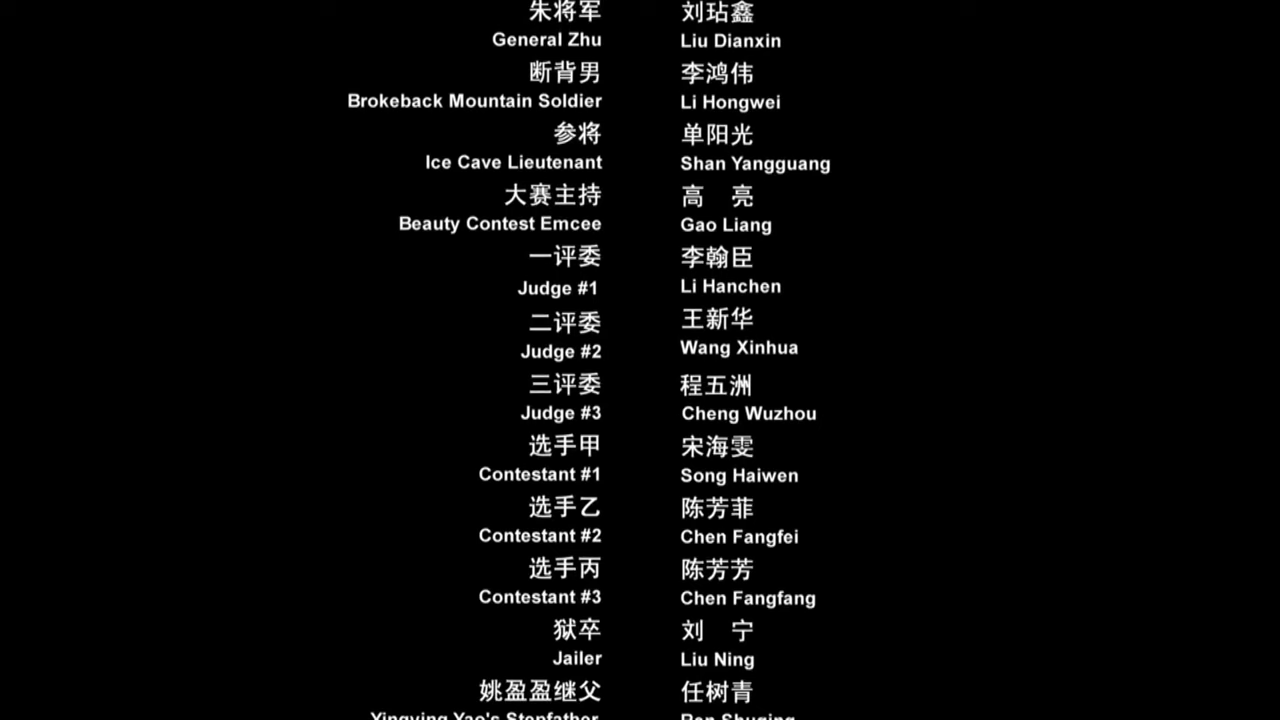 朱将军 刘玷鑫
General Zhu Liu Dianxin
断背男 李鸿伟
Brokeback Mountain Soldier Li Hongwei
参将 单阳光
Ice Cave Lieutenant Shan Yangguang
大赛主持 高 亮
Beauty Contest Emcee Gao Liang
一评委 李翰臣
Judge #1 Li Hanchen
二评委 王新华
Judge #2 Wang Xinhua
三评委 程五洲
Judge #3 Cheng Wuzhou
选手甲 宋海雯
Contestant #1 Song Haiwen
选手乙 陈芳菲
Contestant #2 Chen Fangfei
选手丙 陈芳芳
Contestant #3 Chen Fangfang
狱卒 刘 宁
Jailer Liu Ning
姚盈盈继父 任树青
Yingying Yao's Stepfather Ren Shuqing